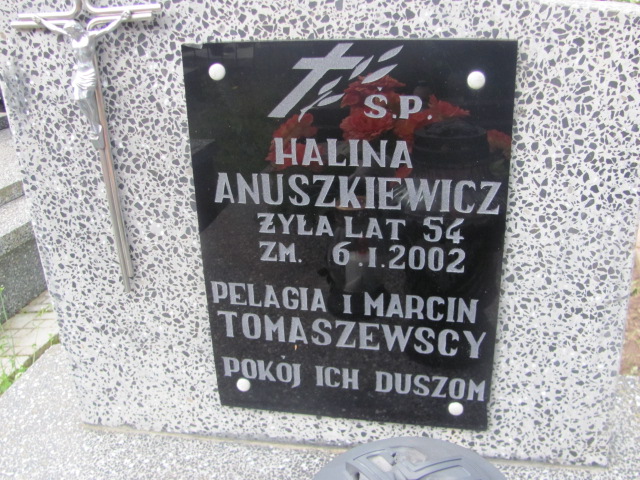 Ś.P.
HALINA
ANUSZKIEWICZ
ŻYŁA LAT 54
ZM. 6.I.2002
PELAGIA I MARCIN
TOMASZEWSCY
POKÓJ ICH DUSZOM